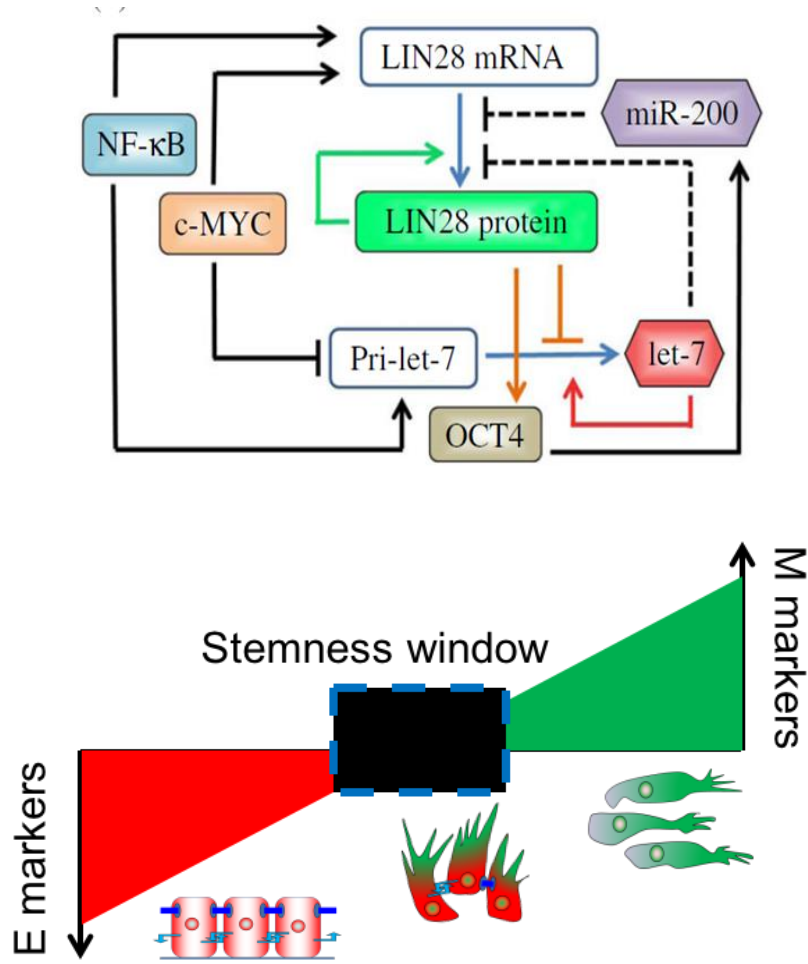 LIN28 mRNA
miR-200
NF-κB
c-MYC
LIN28 protein
Pri-let-7
let-7
OCT4
Stemness window
M markers
E markers